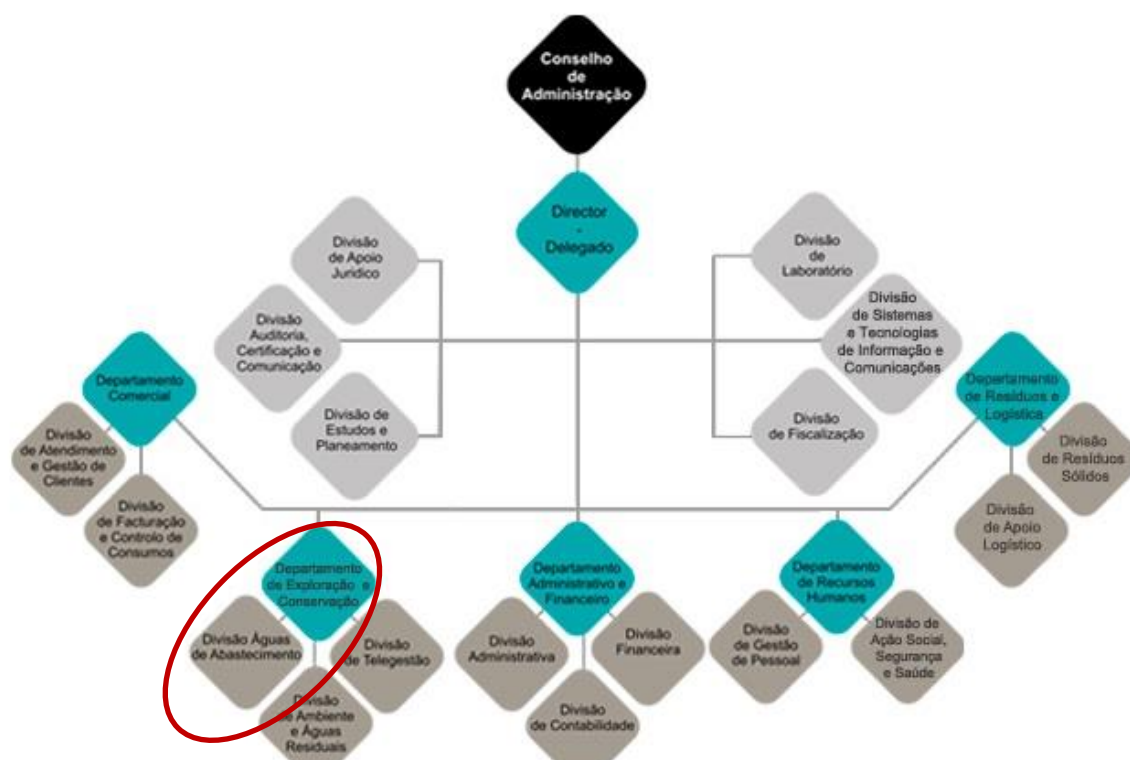 Conselho
de
Administração
Director
-
Delegado
Divisão
de Apoio
Juridico
Divisão
de
Laboratório
Divisão
Auditoria,
Certificação e
Comunicação
Divisão
de Sistemas
e Tecnologias
de Informação e
Comunicações
Divisão de
Estudos e
Planeamento
Divisão
de Fiscalização
Departamento
Comercial
Divisão
de Atendimento
e Gestão de
Clientes
Divisão
de Facturação
e Controlo de
Consumos
Departamento
de Resíduos e
Logística
Divisão
de Resíduos
Sólidos
Divisão
de Apoio
Logístico
Departamento
de Exploração e
Conservação
Divisão Águas
de Abastecimento
Divisão
de Telegestão
Divisão
de Ambiente
e Águas
Residuais
Departamento
Administrativo e
Financeiro
Divisão
Administrativa
Divisão
Financeira
Divisão
de Contabilidade
Departamento
de Recursos
Humanos
Divisão
de Gestão
de Pessoal
Divisão de
Ação Social,
Segurança
e Saúde